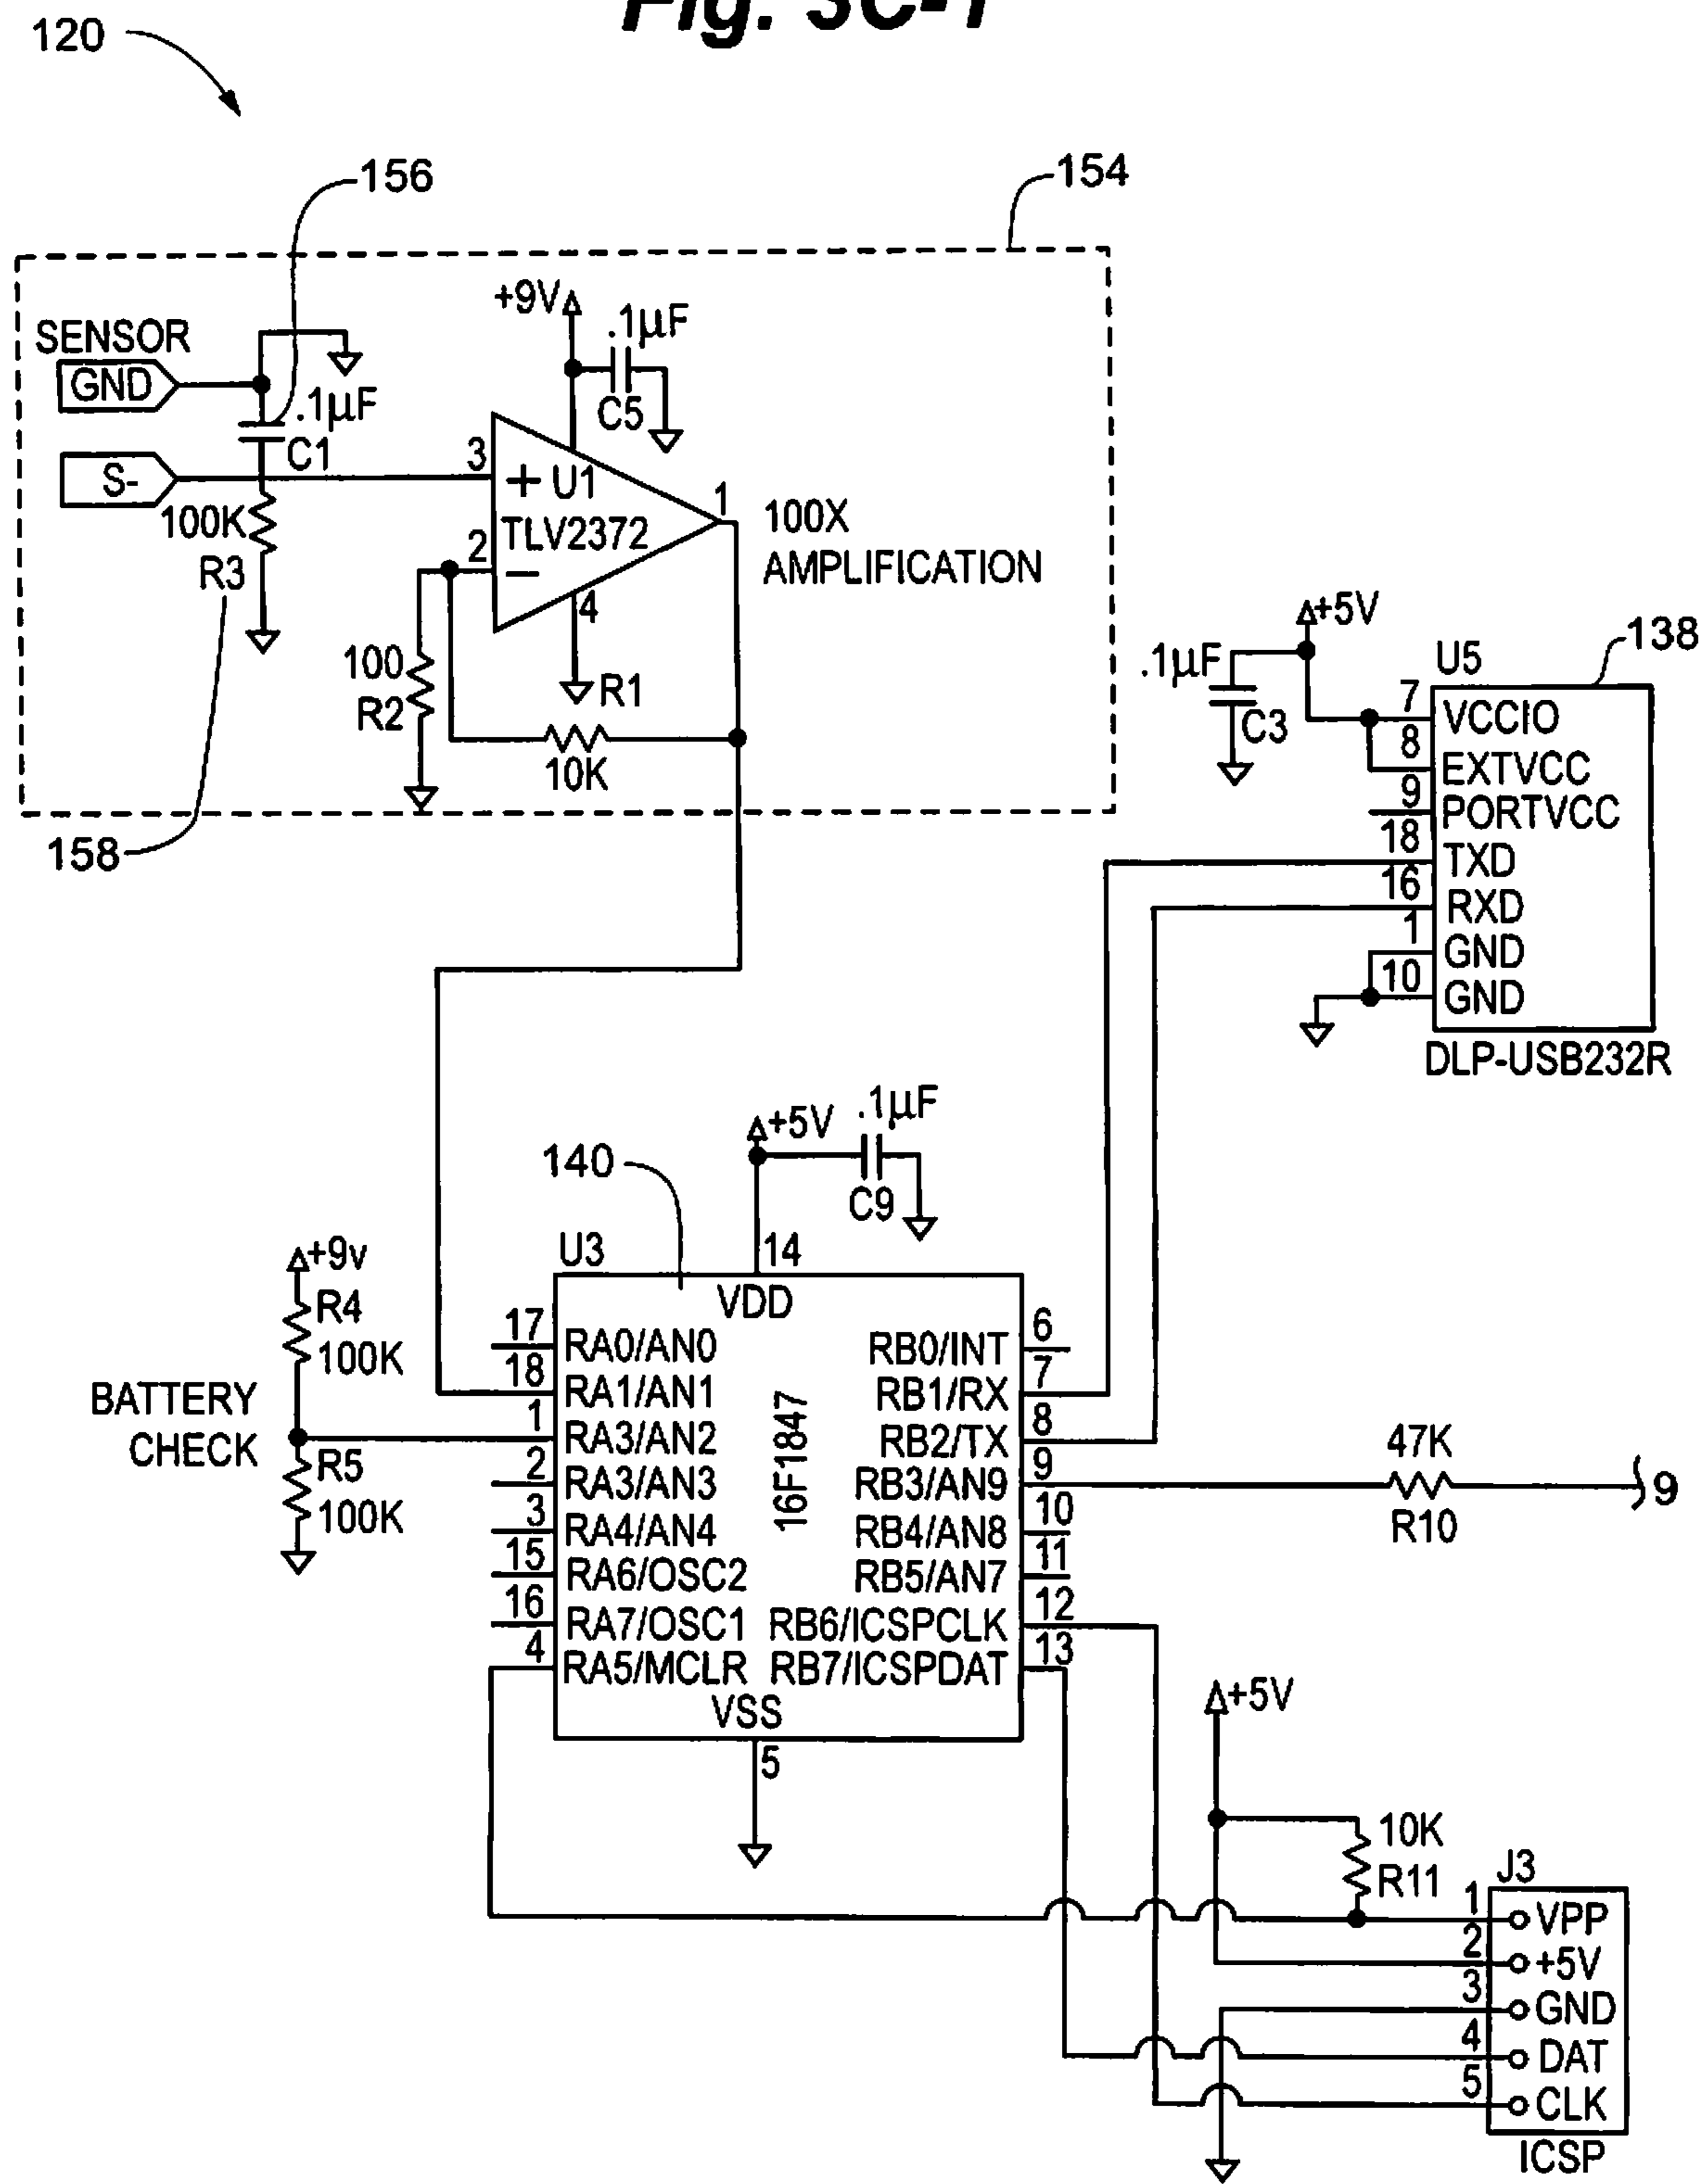 Fig. 3C-1
120
156
154
+9V
.1µF
SENSOR
GND
.1µF
C5
C1
S-
3
+ U1
1
100X
100K
TLV2372
2
AMPLIFICATION
R3
−
4
+5V
138
100
R1
.1µF
U5
R2
7
VCCIO
C3
8
10K
EXTVCC
9
PORTVCC
158
18
TXD
16
RXD
1
GND
10
GND
DLP-USB232R
.1µF
+5V
140
C9
U3
14
+9v
VDD
R4
17
RA0/AN0
RB0/INT
6
100K
18
RA1/AN1
RB1/RX
7
BATTERY
1
RA3/AN2
RB2/TX
8
CHECK
47K
R5
2
RA3/AN3
16F1847
RB3/AN9
9
9
100K
3
RA4/AN4
RB4/AN8
10
R10
15
RA6/OSC2
RB5/AN7
11
16
RA7/OSC1
RB6/ICSPCLK
12
4
RA5/MCLR
RB7/ICSPDAT
13
VSS
+5V
5
10K
R11
J3
1
VPP
2
+5V
3
GND
4
DAT
5
CLK
ICSP